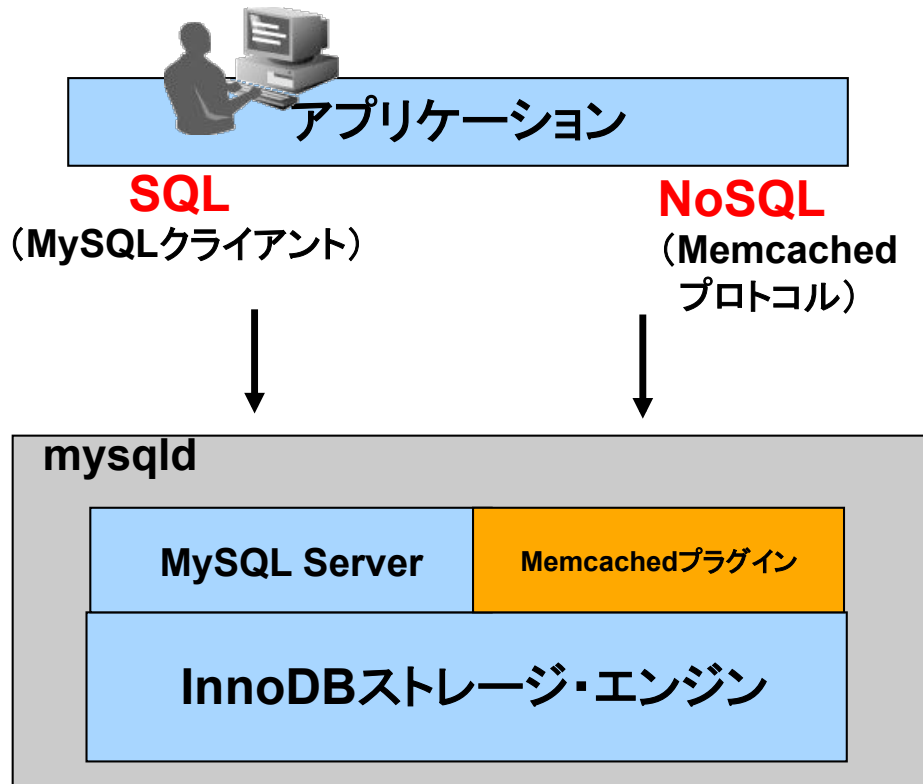 アプリケーション
SQL
（MySQLクライアント）
NoSQL
（Memcached
プロトコル）
mysqld
MySQL Server
Memcachedプラグイン
InnoDBストレージ・エンジン